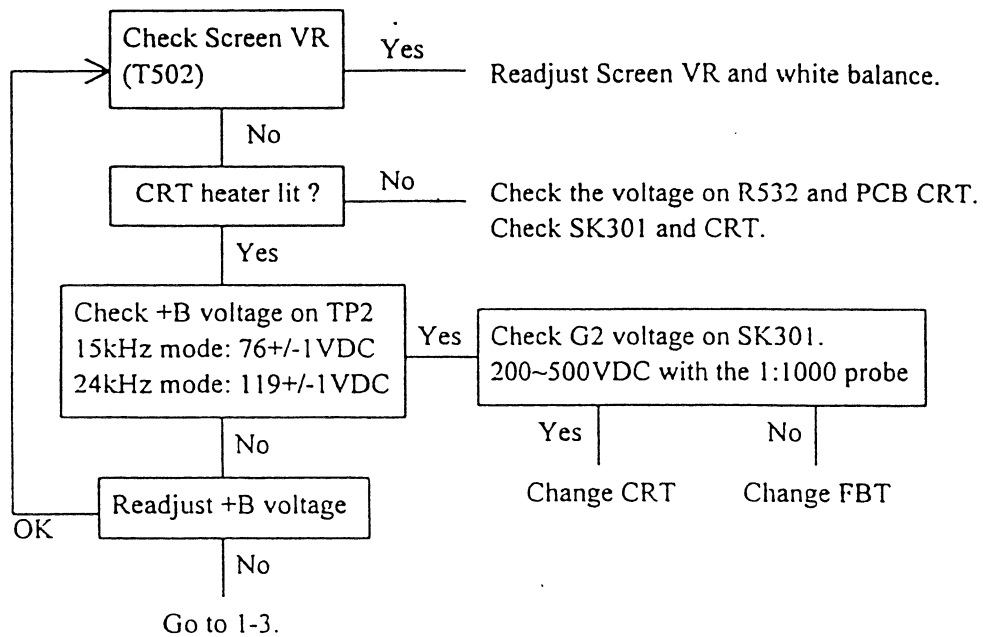 Check Screen VR
(T502)
Yes
Readjust Screen VR and white balance.
No
CRT heater lit ?
No
Check the voltage on R532 and PCB CRT.
Check SK301 and CRT.
Yes
Check +B voltage on TP2
15kHz mode: 76+/-1VDC
24kHz mode: 119+/-1VDC
Yes
Check G2 voltage on SK301.
200~500VDC with the 1:1000 probe
No
Yes
No
Readjust +B voltage
Change CRT
Change FBT
OK
No
Go to 1-3.